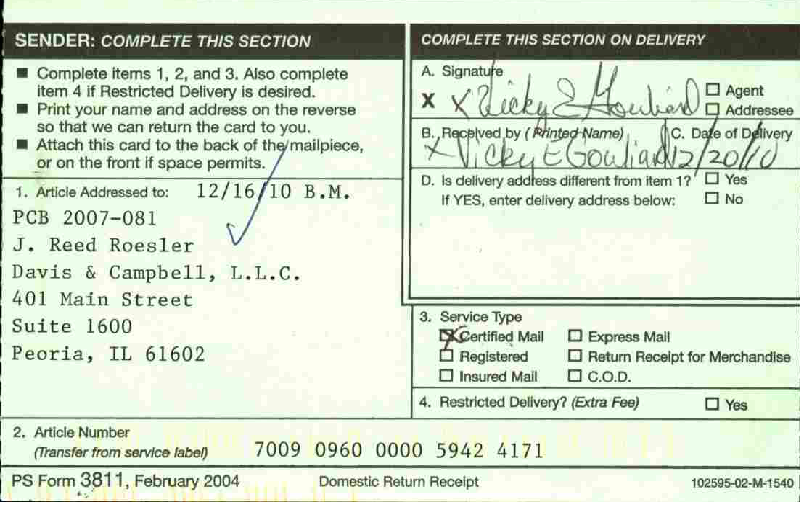 SENDER: COMPLETE THIS SECTION
■ Complete items 1, 2, and 3. Also complete
item 4 if Restricted Delivery is desired.
■ Print your name and address on the reverse
so that we can return the card to you.
■ Attach this card to the back of the mailpiece,
or on the front if space permits.
1. Article Addressed to: 12/16/10 B.M.
PCB 2007-081
J. Reed Roesler
Davis & Campbell, L.L.C.
401 Main Street
Suite 1600
Peoria, IL 61602
COMPLETE THIS SECTION ON DELIVERY
A. Signature
X X Vicky E Gouliard
☐ Agent
☐ Addressee
B. Received by (Printed Name) C. Date of Delivery
X Vicky E Gouliard 12/20/10
D. Is delivery address different from item 1? ☐ Yes
If YES, enter delivery address below: ☐ No
3. Service Type
☒ Certified Mail ☐ Express Mail
☐ Registered ☐ Return Receipt for Merchandise
☐ Insured Mail ☐ C.O.D.
4. Restricted Delivery? (Extra Fee) ☐ Yes
2. Article Number
(Transfer from service label) 7009 0960 0000 5942 4171
PS Form 3811, February 2004 Domestic Return Receipt 102595-02-M-1540